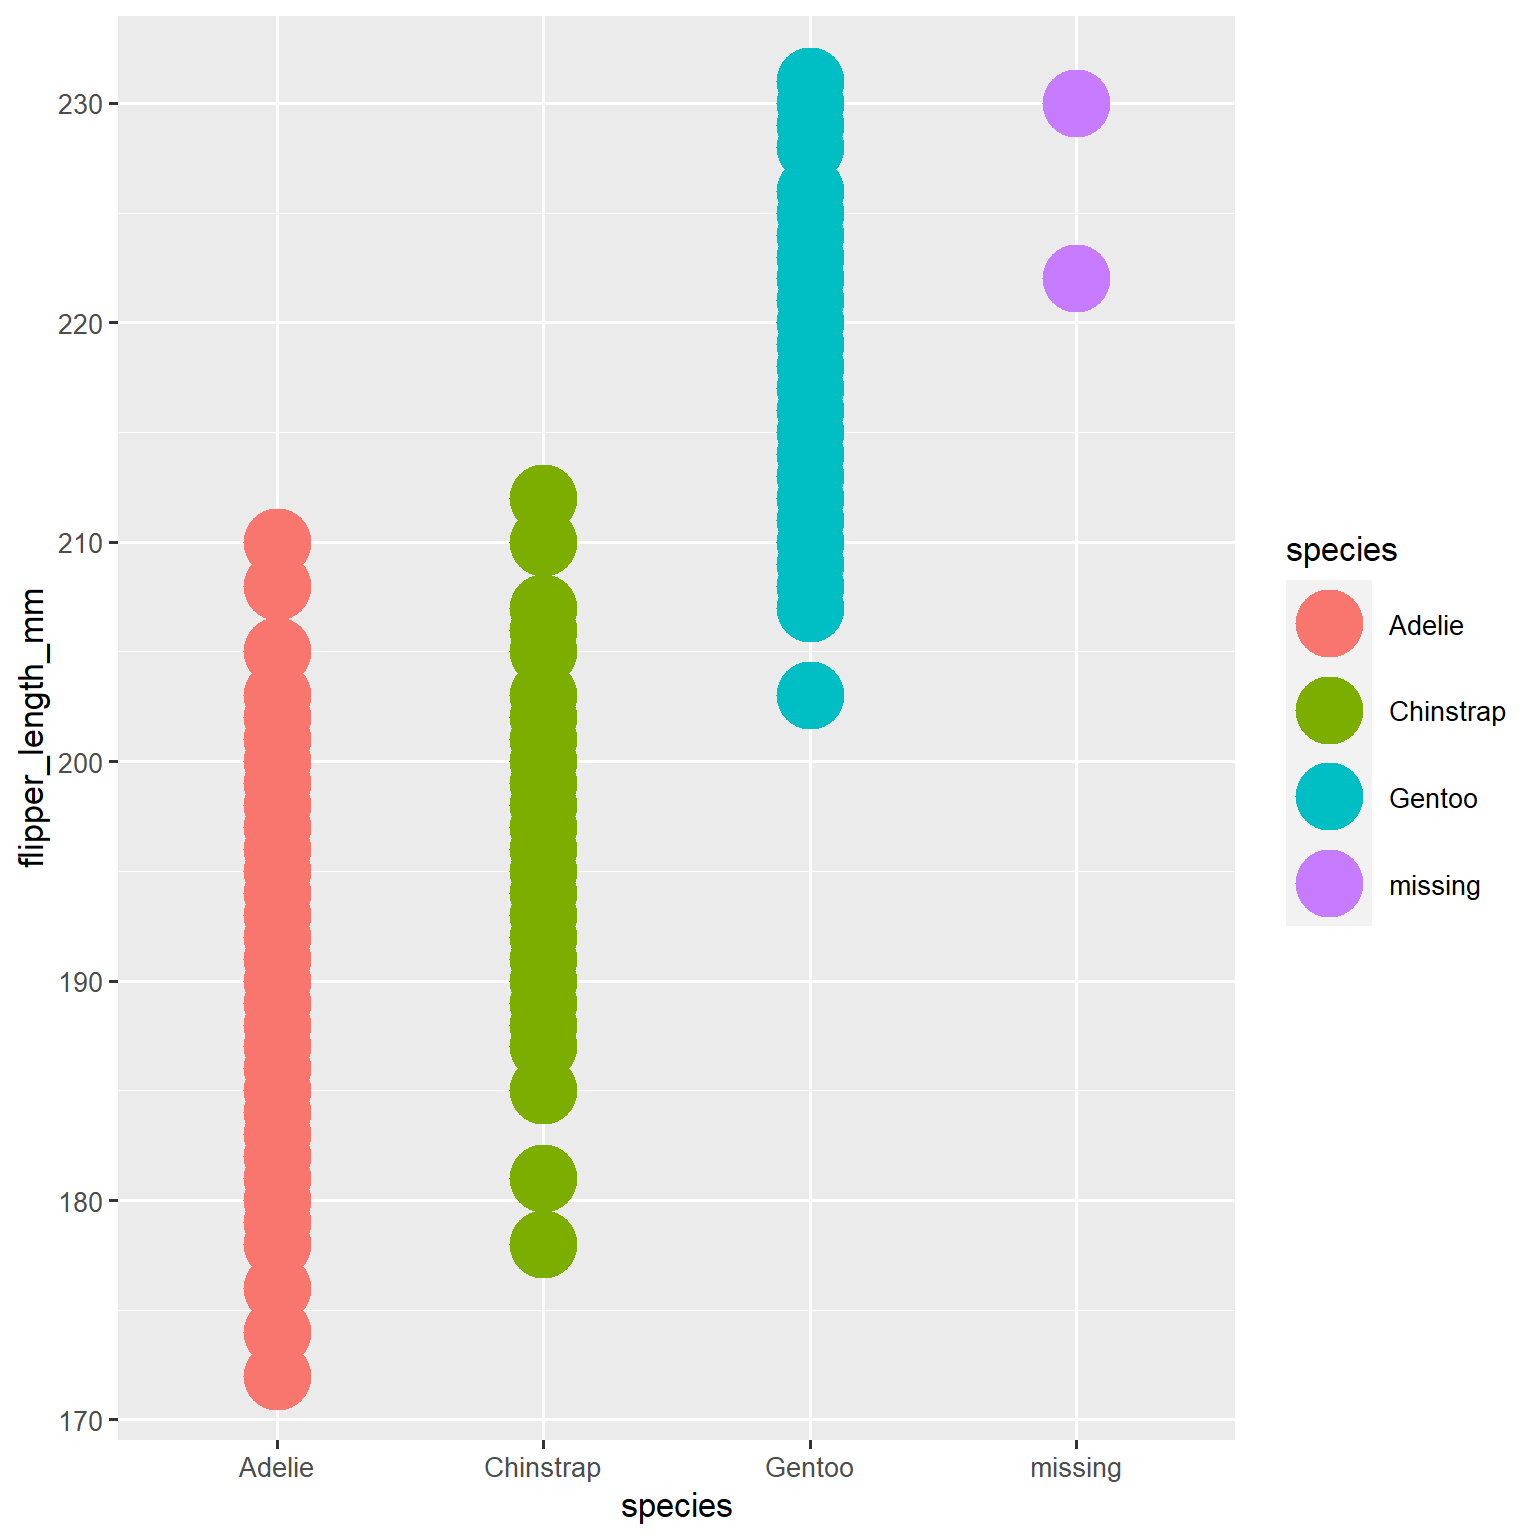 flipper_length_mm
230
220
210
200
190
180
170
Adelie
Chinstrap
Gentoo
missing
species
species
Adelie
Chinstrap
Gentoo
missing